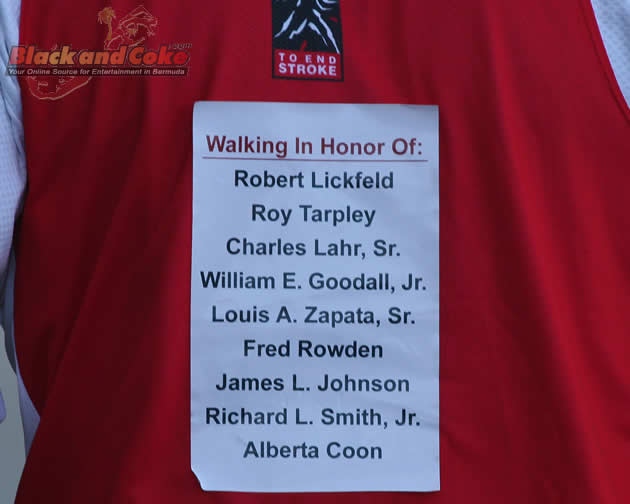 Black and Coke.com
Your Online Source for Entertainment in Bermuda
TO END
STROKE
Walking In Honor Of:
Robert Lickfeld
Roy Tarpley
Charles Lahr, Sr.
William E. Goodall, Jr.
Louis A. Zapata, Sr.
Fred Rowden
James L. Johnson
Richard L. Smith, Jr.
Alberta Coon